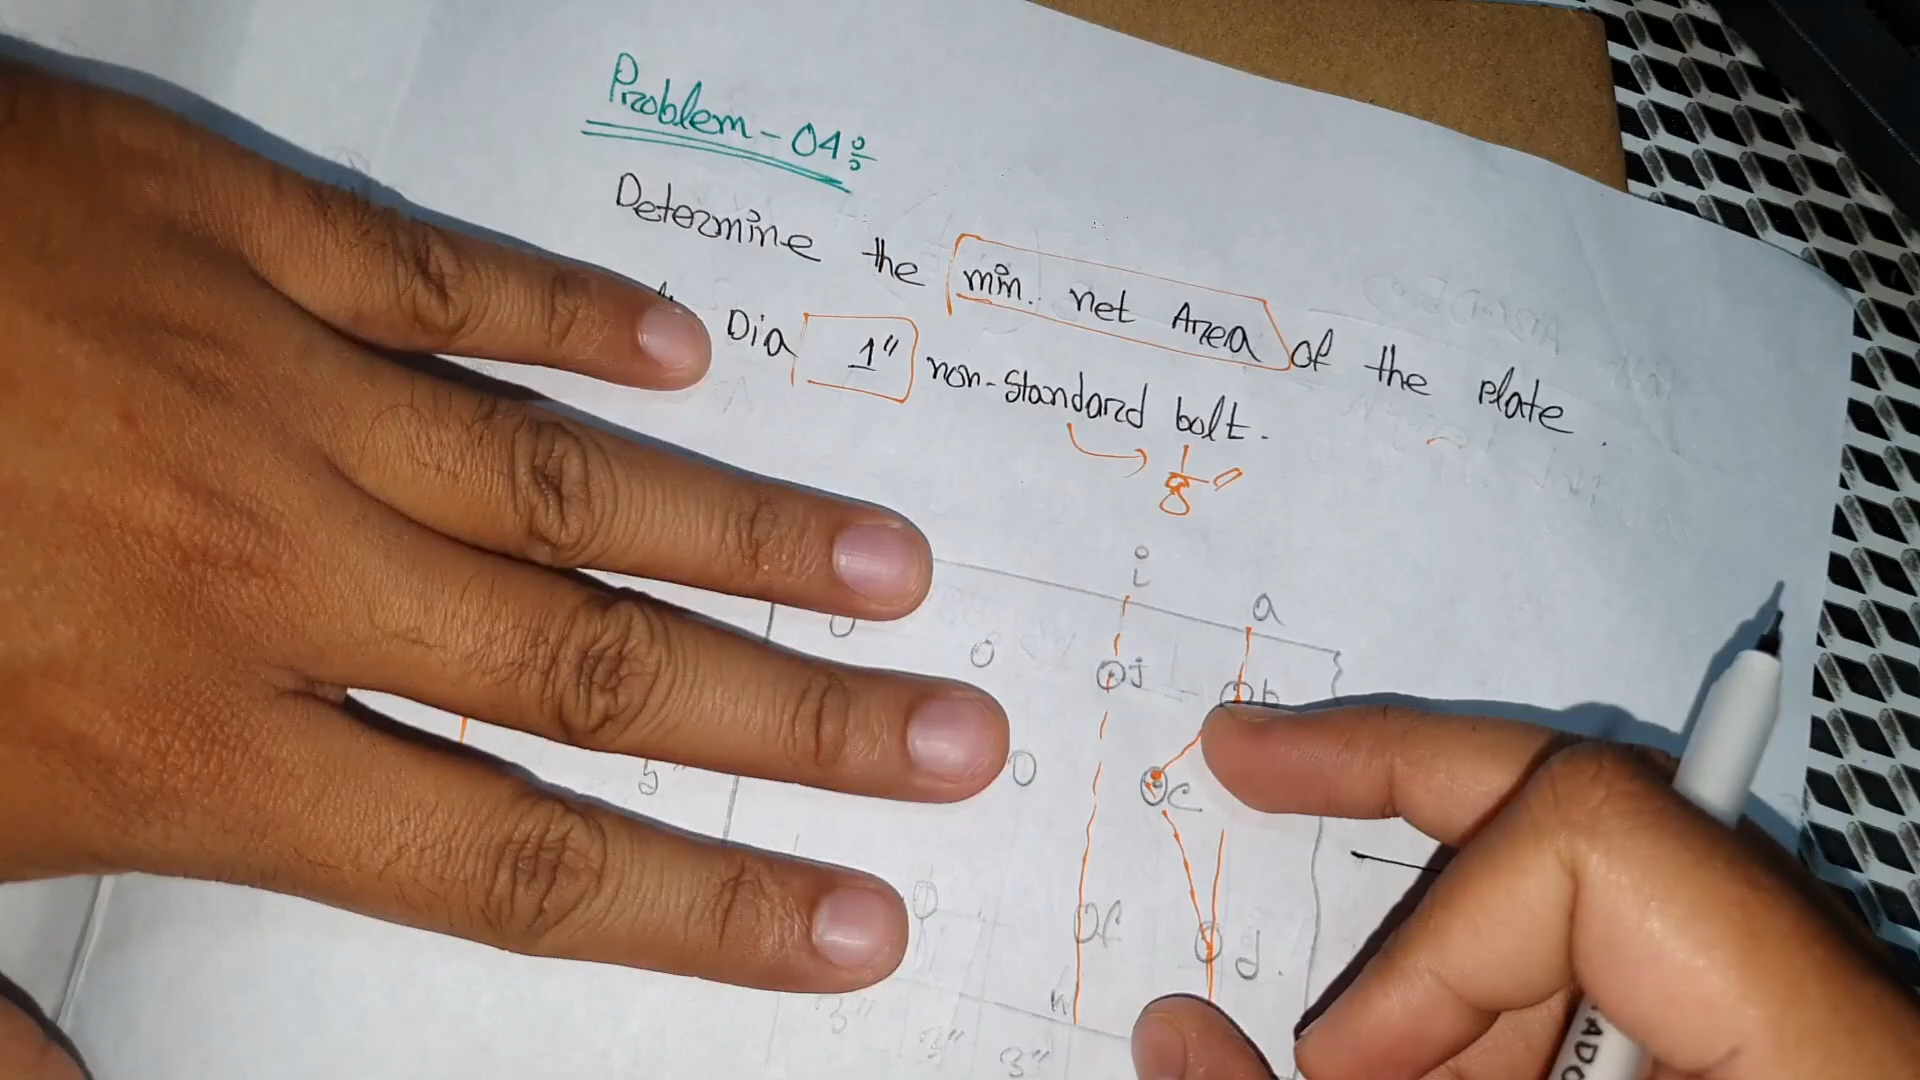 Problem-04:
Determine the min. net Area of the plate.
Dia 1" non-standard bolt.
1/8"
i
a
j
b
5"
c
f
d.
h
3"
3"
3"